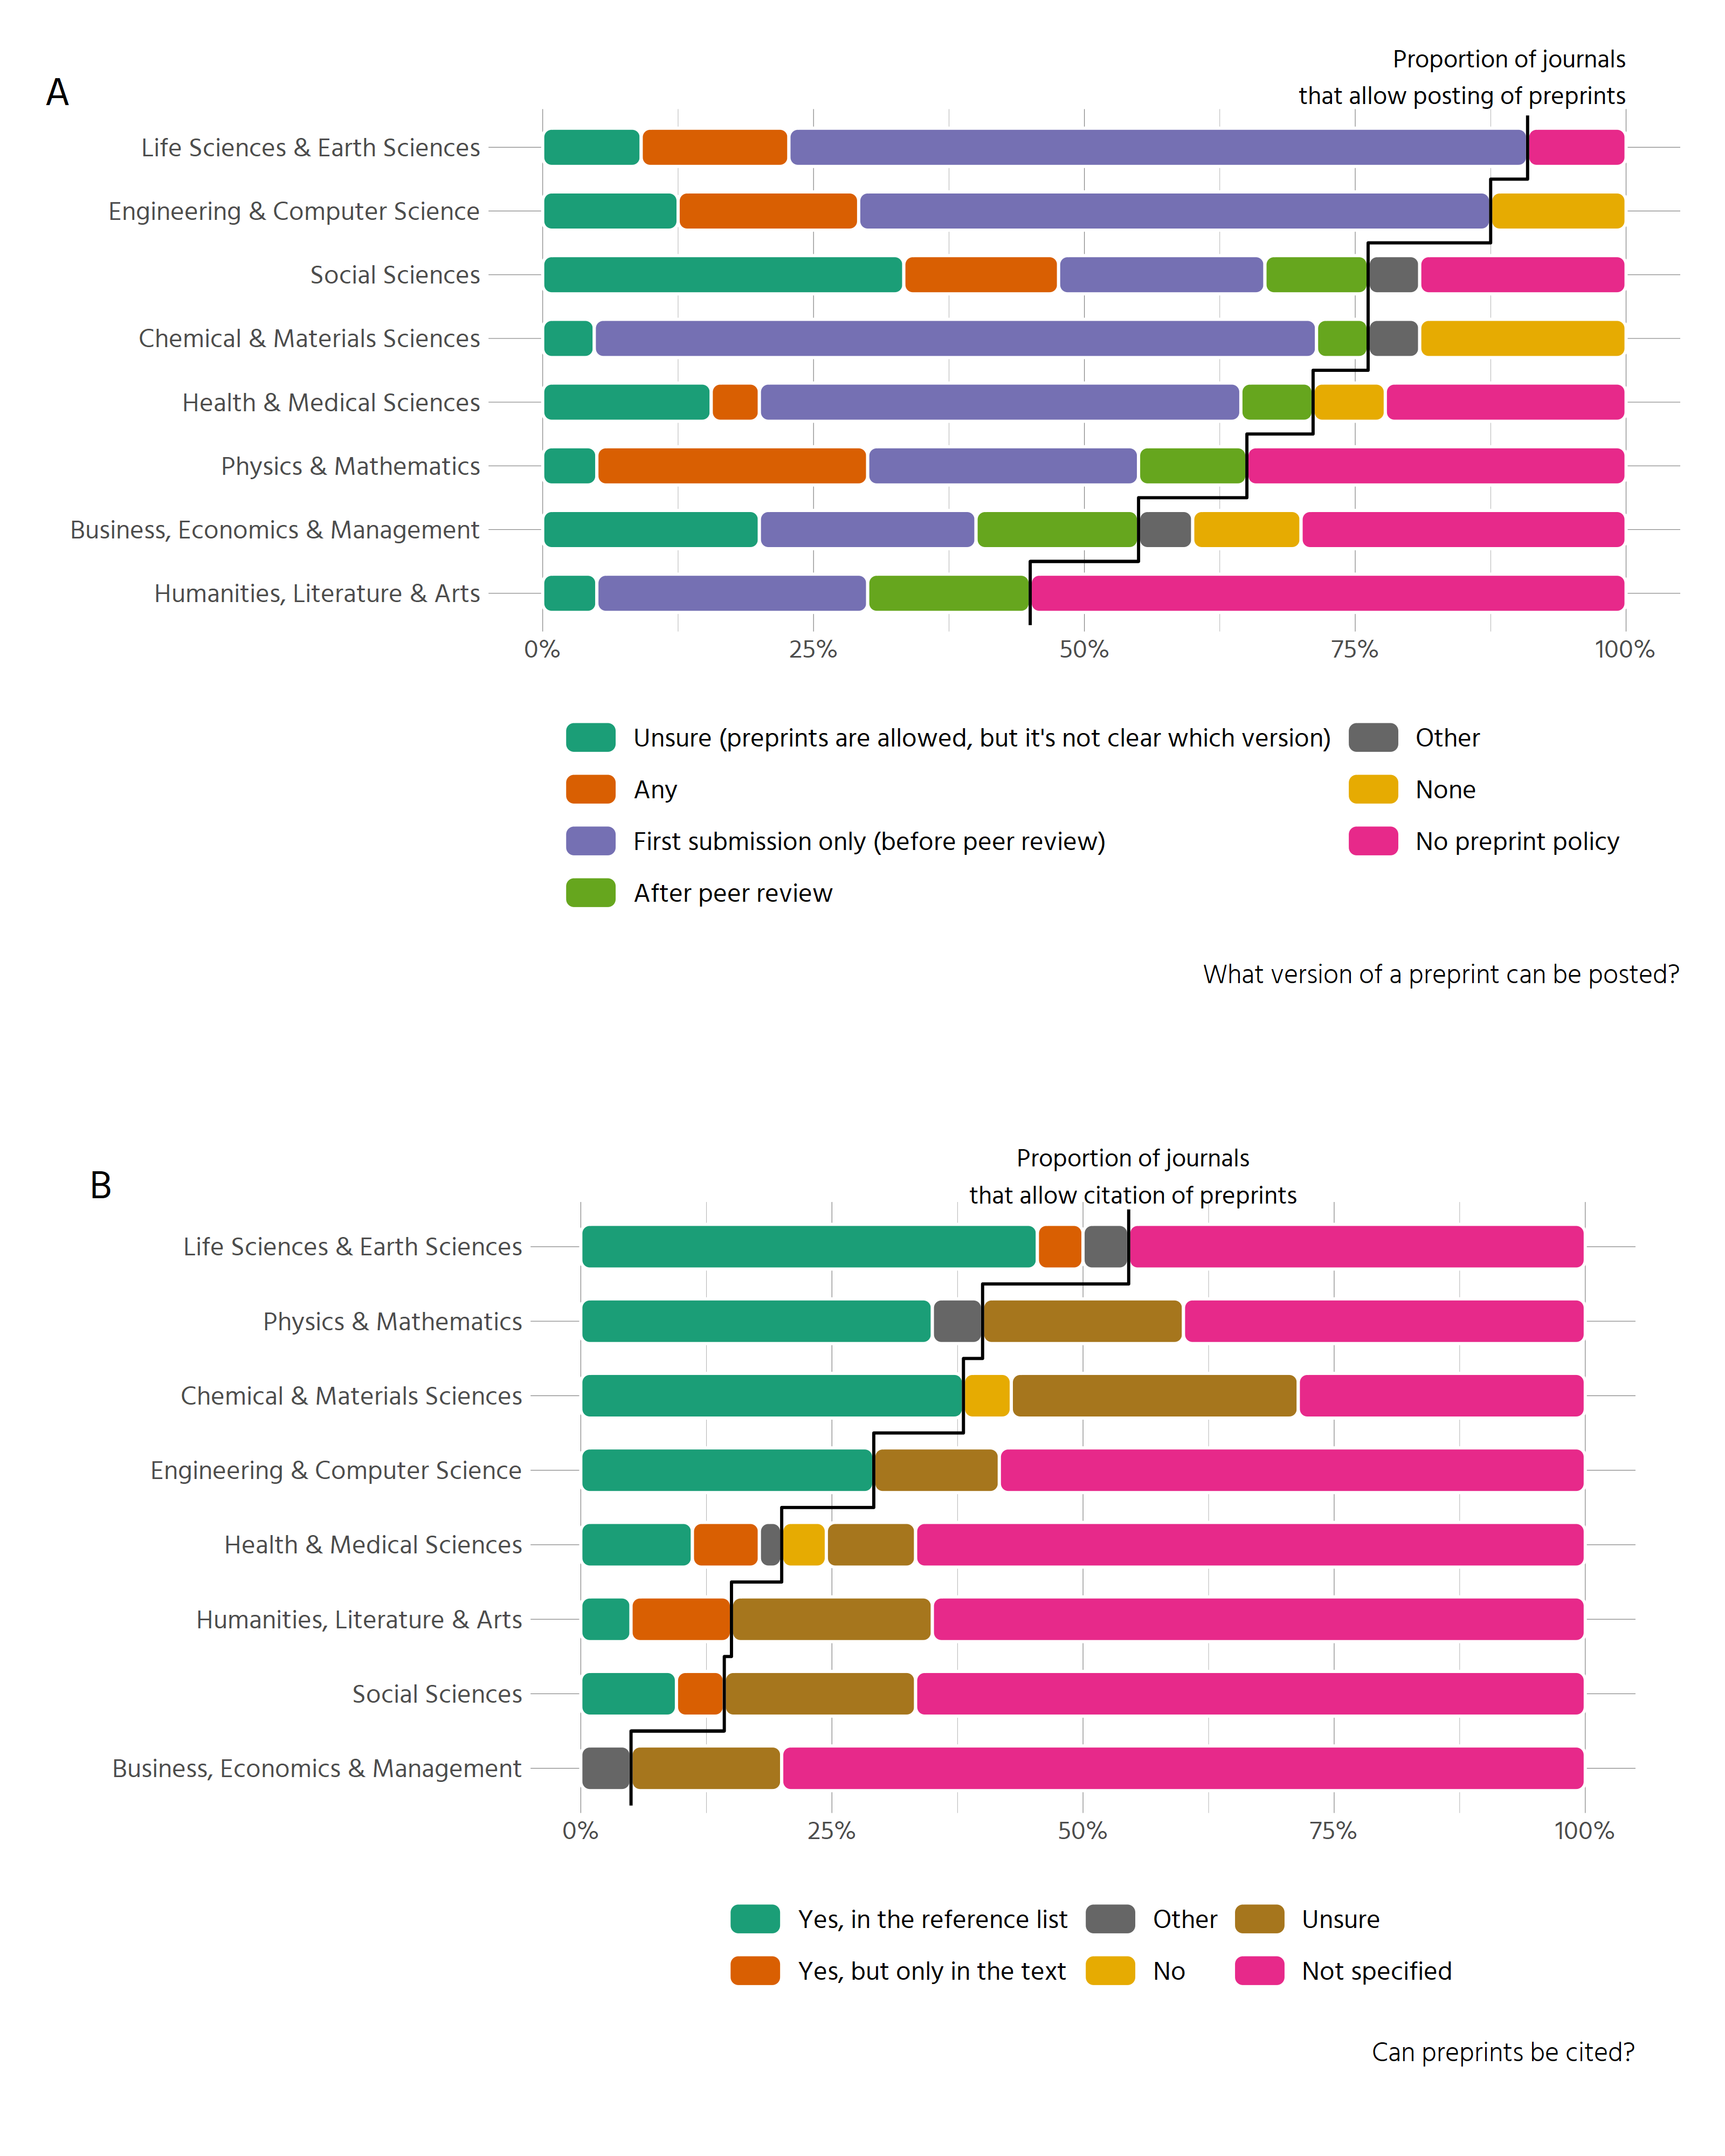 Proportion of journals
that allow posting of preprints
A
Life Sciences & Earth Sciences
Engineering & Computer Science
Social Sciences
Chemical & Materials Sciences
Health & Medical Sciences
Physics & Mathematics
Business, Economics & Management
Humanities, Literature & Arts
0% 25% 50% 75% 100%
Unsure (preprints are allowed, but it's not clear which version) Other
Any None
First submission only (before peer review) No preprint policy
After peer review
What version of a preprint can be posted?
Proportion of journals
that allow citation of preprints
B
Life Sciences & Earth Sciences
Physics & Mathematics
Chemical & Materials Sciences
Engineering & Computer Science
Health & Medical Sciences
Humanities, Literature & Arts
Social Sciences
Business, Economics & Management
0% 25% 50% 75% 100%
Yes, in the reference list Other Unsure
Yes, but only in the text No Not specified
Can preprints be cited?